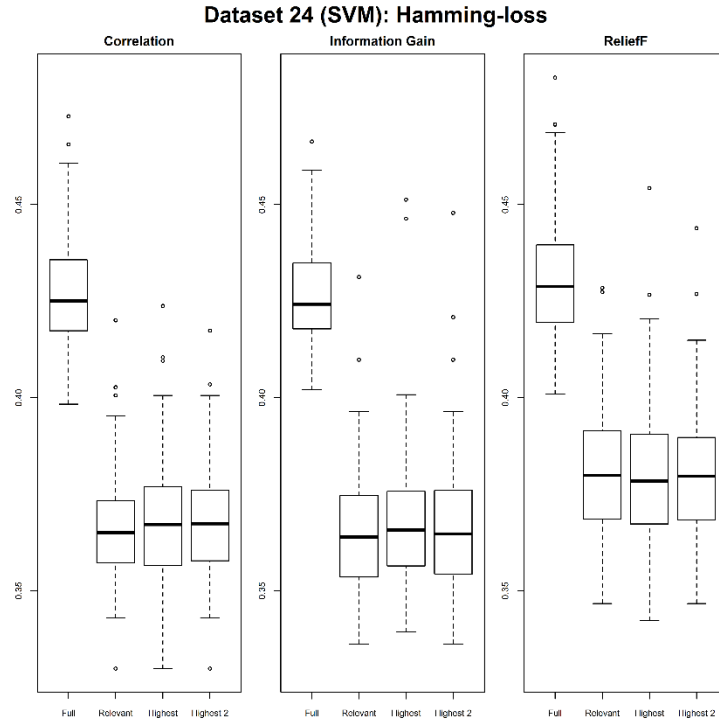 Dataset 24 (SVM): Hamming-loss
Correlation
0.45
0.40
0.35
Full Relevant Highest Highest 2
Information Gain
0.45
0.40
0.35
Full Relevant Highest Highest 2
ReliefF
0.45
0.40
0.35
Full Relevant Highest Highest 2